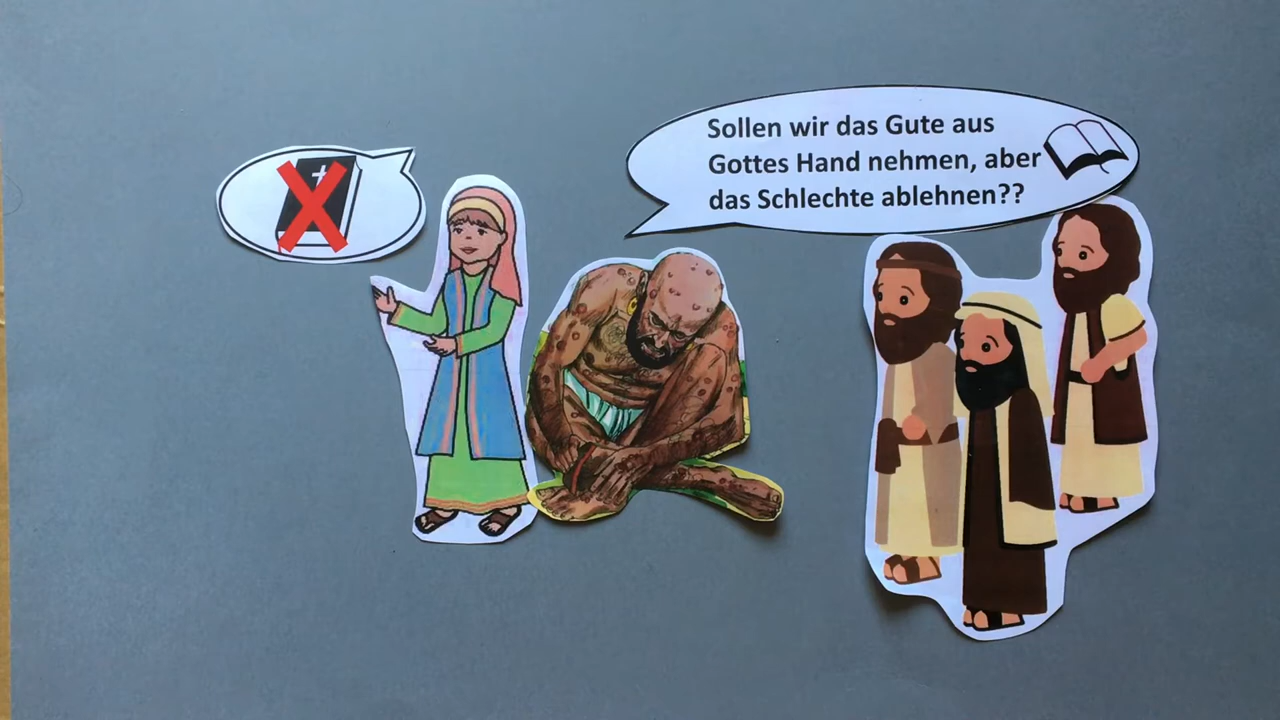 Sollen wir das Gute aus
Gottes Hand nehmen, aber
das Schlechte ablehnen??